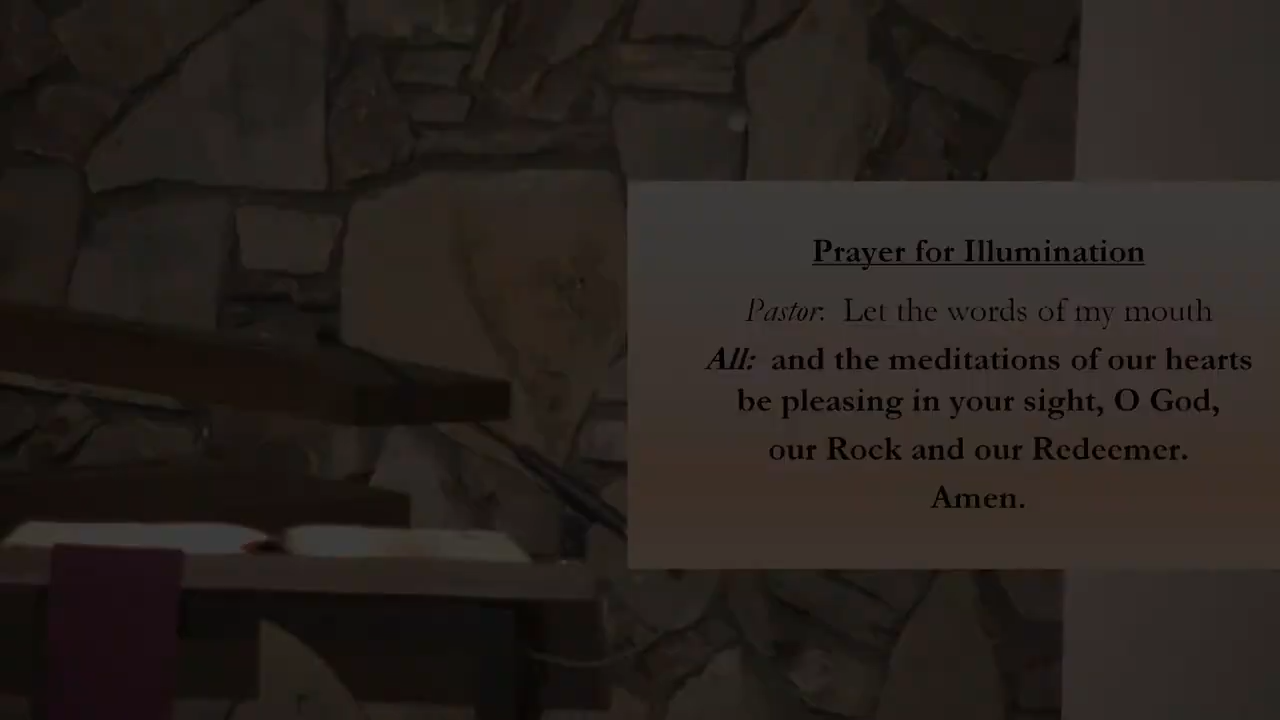 Prayer for Illumination
Pastor:  Let the words of my mouth
All:  and the meditations of our hearts
be pleasing in your sight, O God,
our Rock and our Redeemer.
Amen.